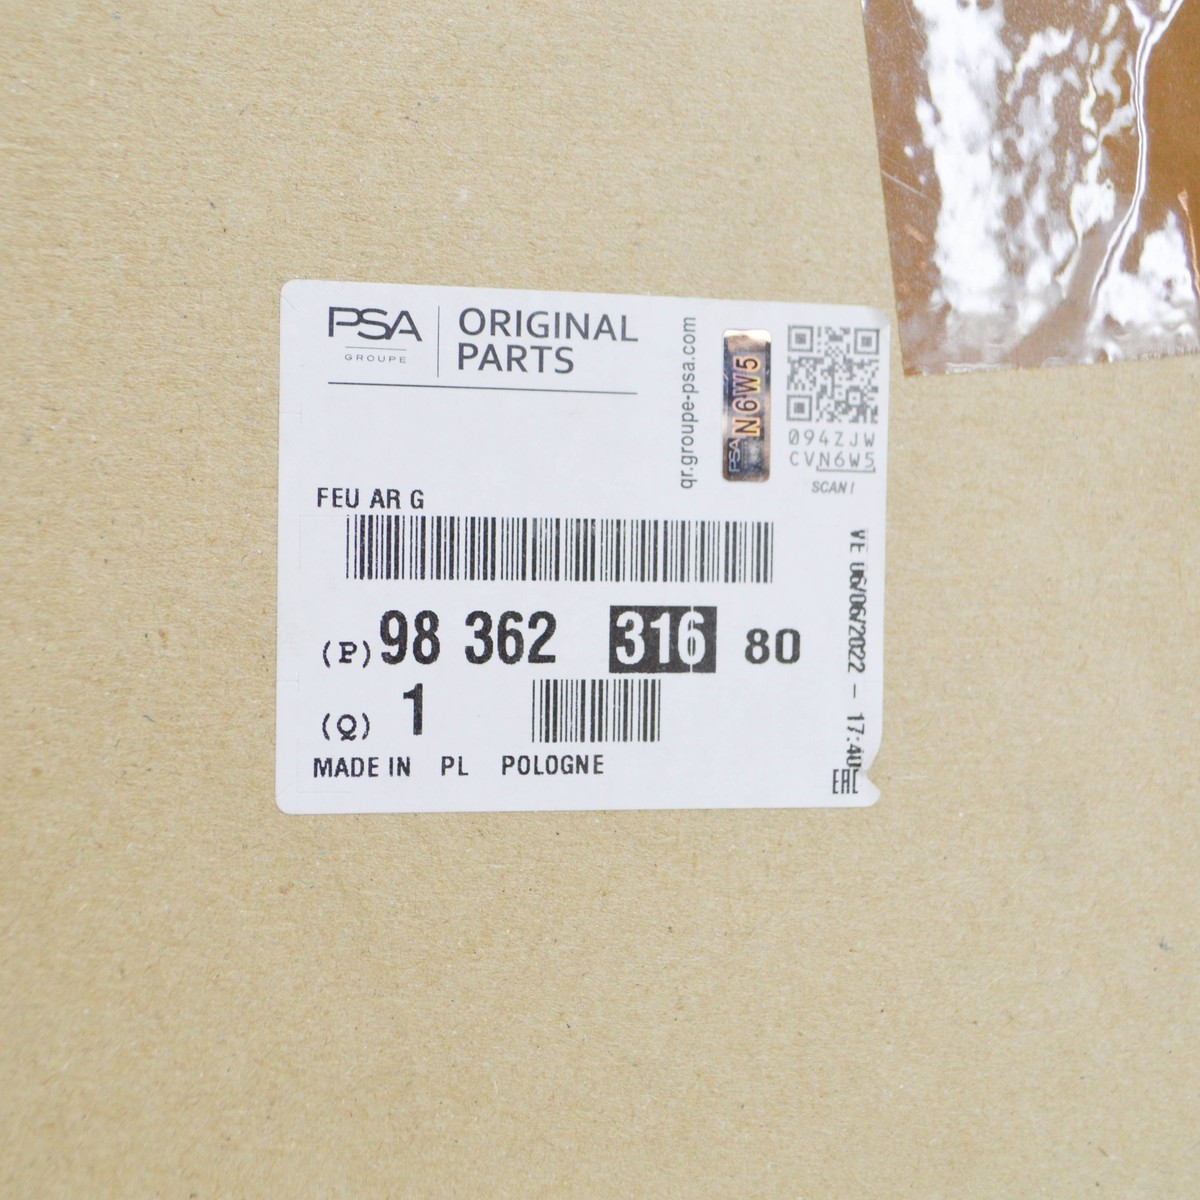 PSA
GROUPE
ORIGINAL
PARTS
qr.groupe-psa.com
PSA
N6W5
094ZJW
CVN6W5
SCAN!
FEU AR G
(P) 98 362 316 80
(Q) 1
MADE IN PL POLOGNE
VE 06/06/2022 - 17:40
EAC